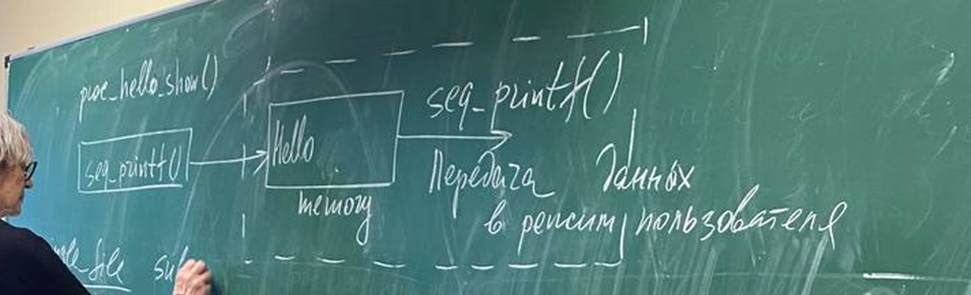 proc_hello_show()
seq_printf()
seq_printf()
Hello
memory
Передача данных
в режим пользователя